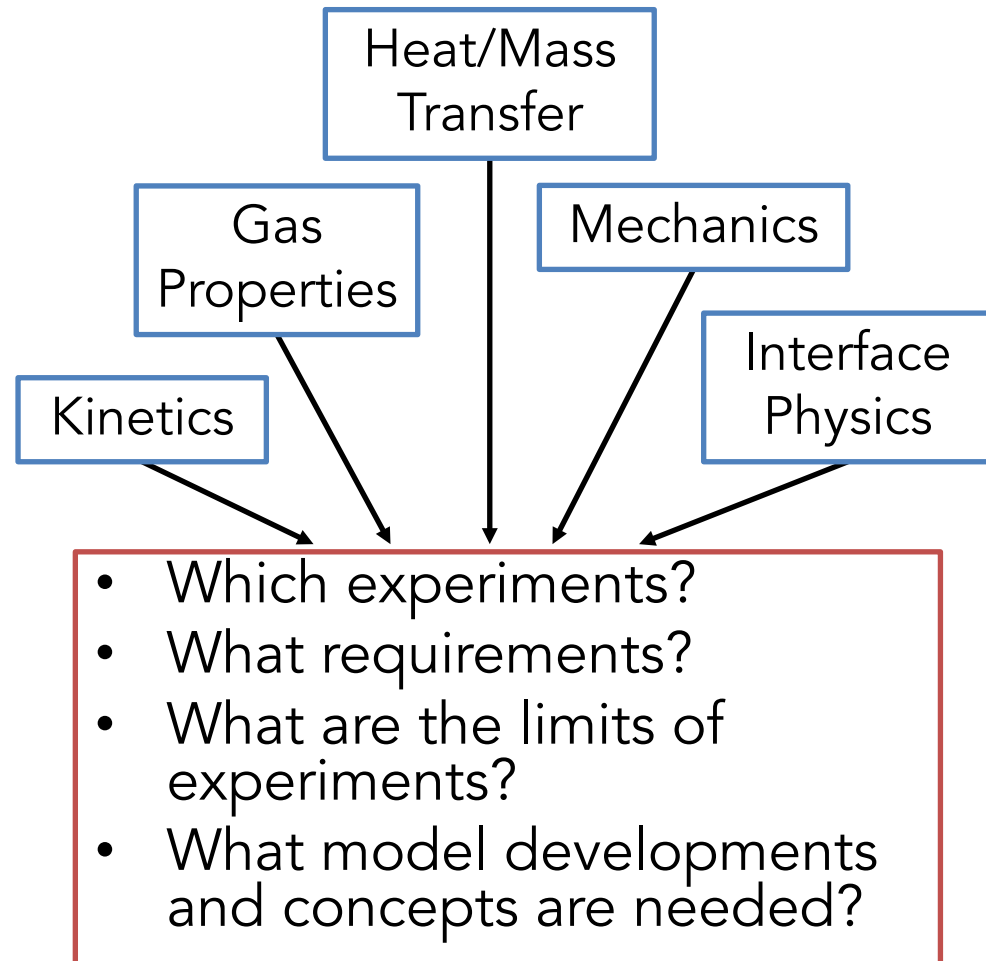 Heat/Mass
Transfer
Gas
Properties
Mechanics
Interface
Physics
Kinetics
• Which experiments?
• What requirements?
• What are the limits of
experiments?
• What model developments
and concepts are needed?